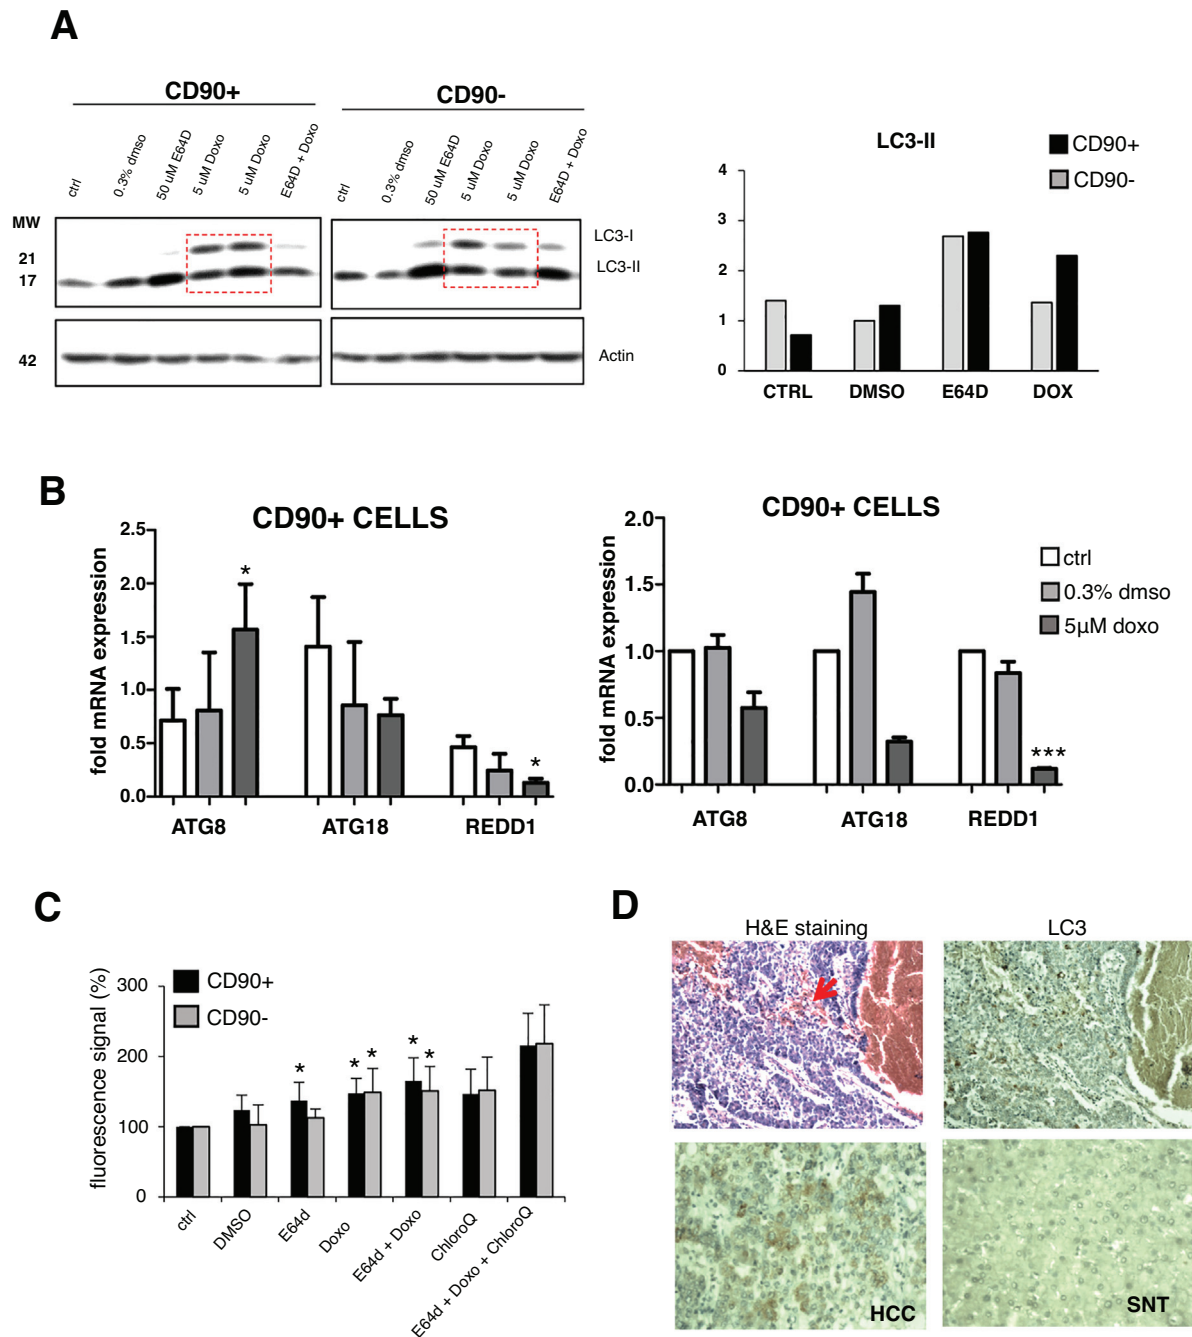 A
CD90+
CD90-
ctrl
0.3% dmso
50 uM E64D
5 uM Doxo
5 uM Doxo
E64D + Doxo
ctrl
0.3% dmso
50 uM E64D
5 uM Doxo
5 uM Doxo
E64D + Doxo
MW
21
17
42
LC3-I
LC3-II
Actin
LC3-II
CD90+
CD90-
4
3
2
1
0
CTRL DMSO E64D DOX
B
CD90+ CELLS
fold mRNA expression
2.5
2.0
1.5
1.0
0.5
0.0
*
*
ATG8 ATG18 REDD1
CD90+ CELLS
fold mRNA expression
2.0
1.5
1.0
0.5
0.0
***
ATG8 ATG18 REDD1
ctrl
0.3% dmso
5µM doxo
C
fluorescence signal (%)
300
200
100
0
CD90+
CD90-
* * * * *
ctrl
DMSO
E64d
Doxo
E64d + Doxo
ChloroQ
E64d + Doxo + ChloroQ
D
H&E staining
LC3
HCC
SNT